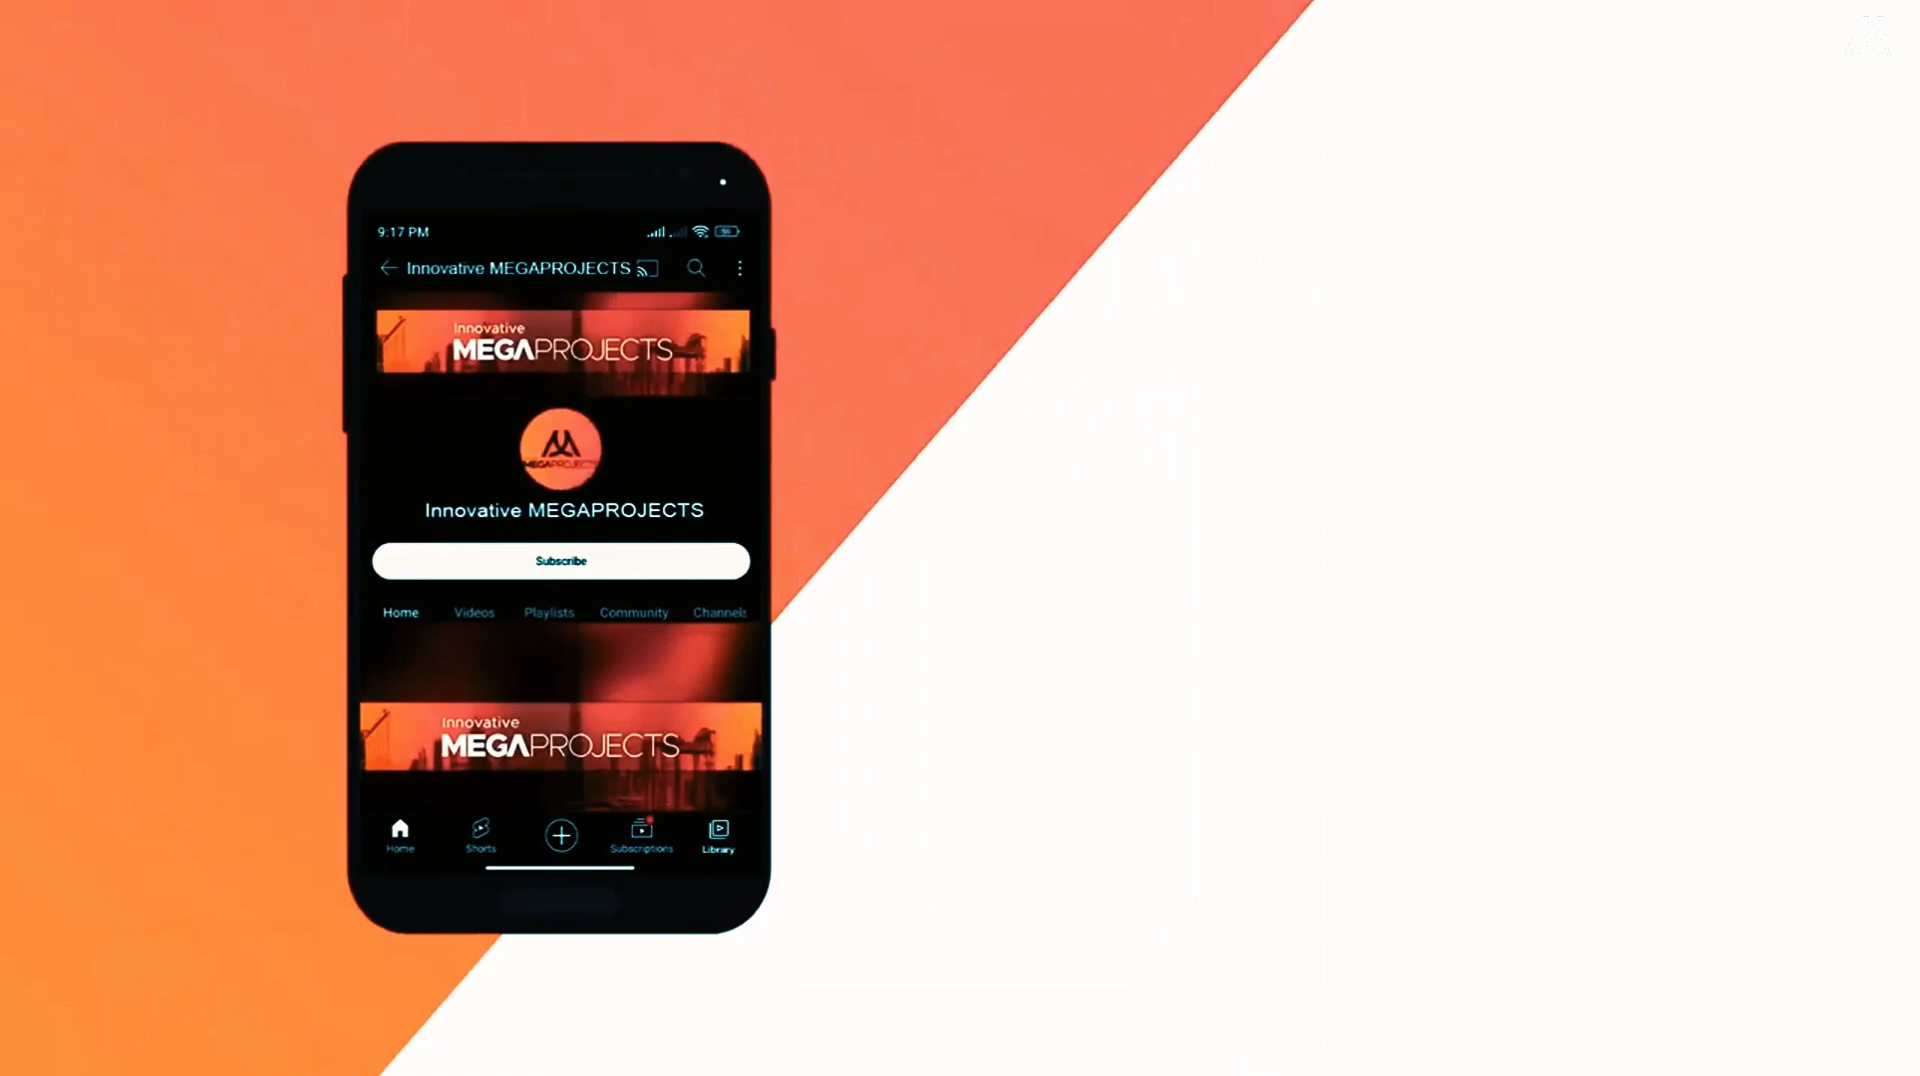 9:17 PM
Innovative MEGAPROJECTS
Innovative
MEGAPROJECTS
MEGAPROJECTS
Innovative MEGAPROJECTS
Subscribe
Home Videos Playlists Community Channels
Innovative
MEGAPROJECTS
Home Shorts Subscriptions Library